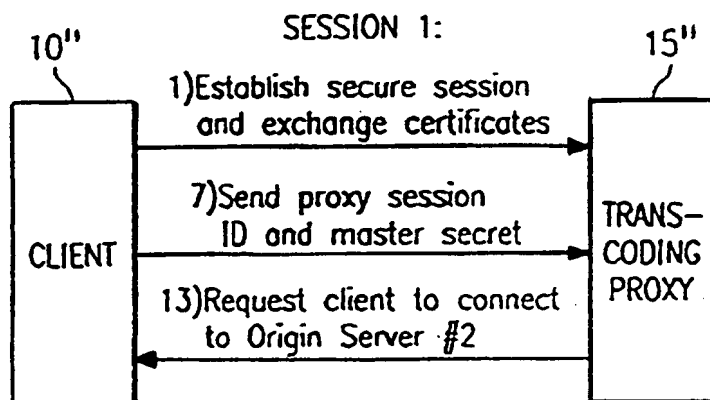 SESSION 1:
10"
15"
1)Establish secure session
and exchange certificates
7)Send proxy session
ID and master secret
CLIENT
TRANS-
CODING
PROXY
13)Request client to connect
to Origin Server #2